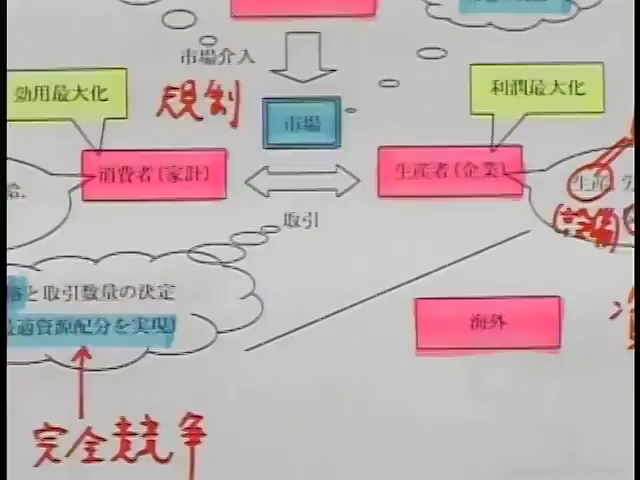 市場介入
規制
効用最大化
利潤最大化
市場
消費者（家計）
生産者（企業）
生産
取引
と取引数量の決定
適資源配分を実現
海外
完全競争